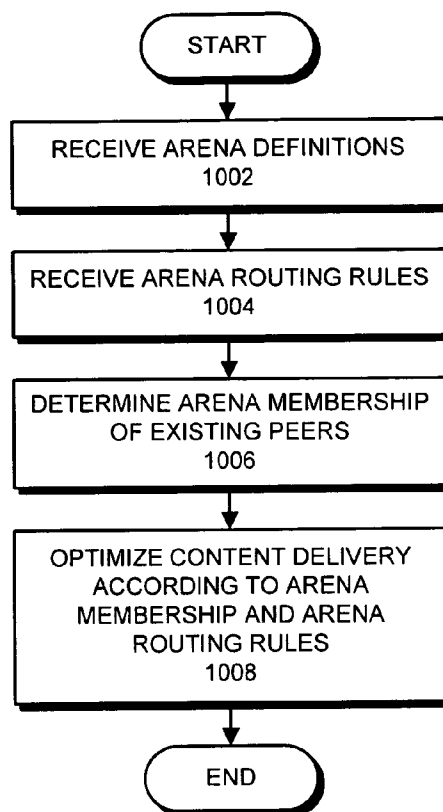 START
RECEIVE ARENA DEFINITIONS
1002
RECEIVE ARENA ROUTING RULES
1004
DETERMINE ARENA MEMBERSHIP
OF EXISTING PEERS
1006
OPTIMIZE CONTENT DELIVERY
ACCORDING TO ARENA
MEMBERSHIP AND ARENA
ROUTING RULES
1008
END